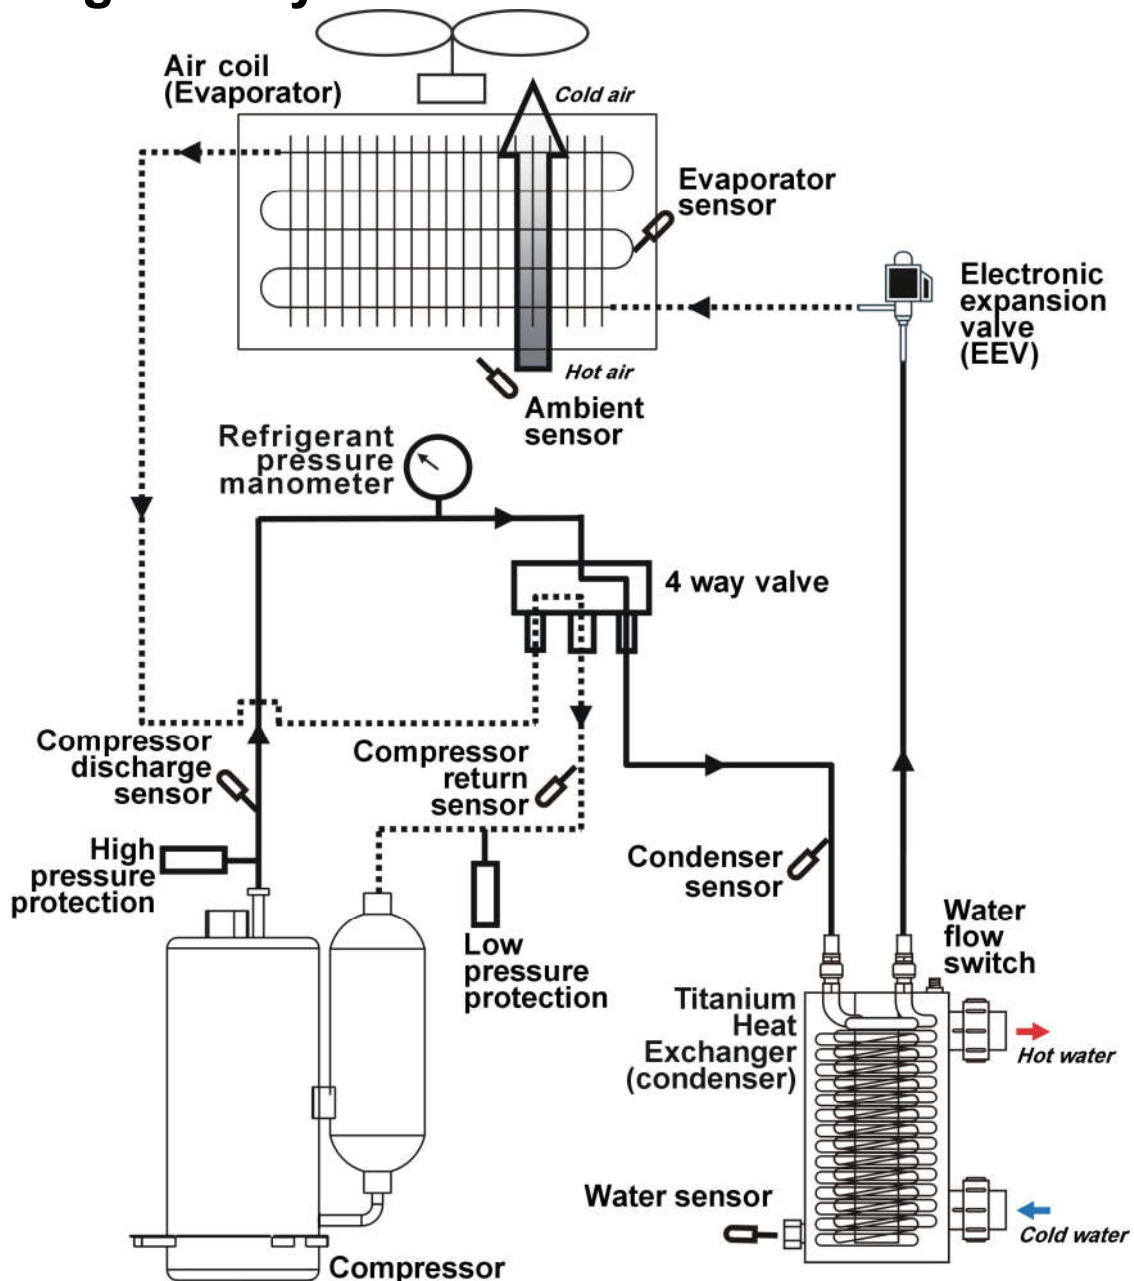 Air coil
(Evaporator)
Cold air
Evaporator
sensor
Electronic
expansion
valve
(EEV)
Hot air
Ambient
sensor
Refrigerant
pressure
manometer
4 way valve
Compressor
discharge
sensor
Compressor
return
sensor
High
pressure
protection
Condenser
sensor
Low
pressure
protection
Water
flow
switch
Titanium
Heat
Exchanger
(condenser)
Hot water
Water sensor
Cold water
Compressor